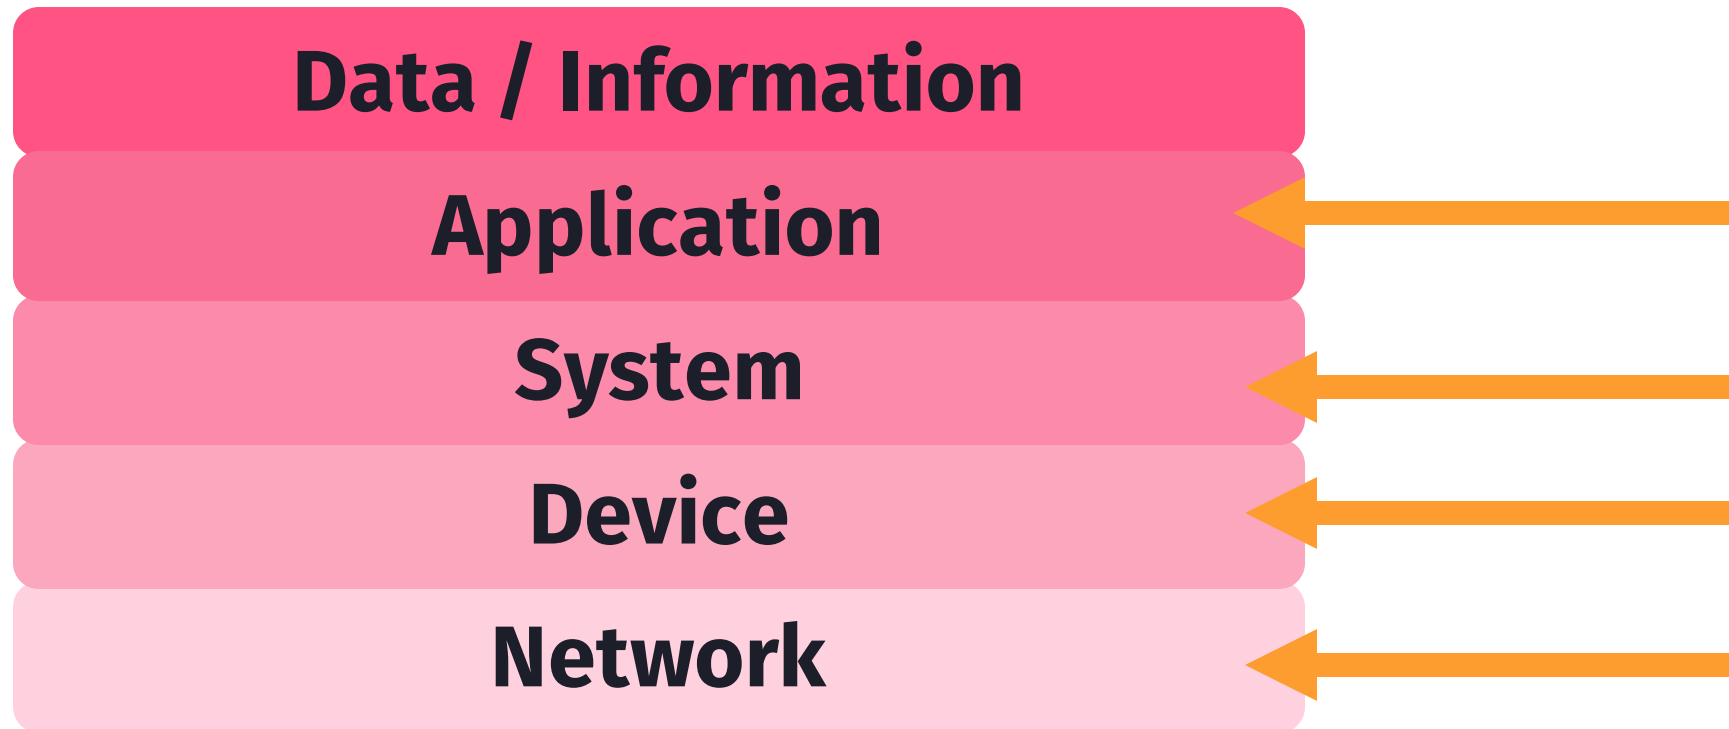 Data / Information
Application
System
Device
Network